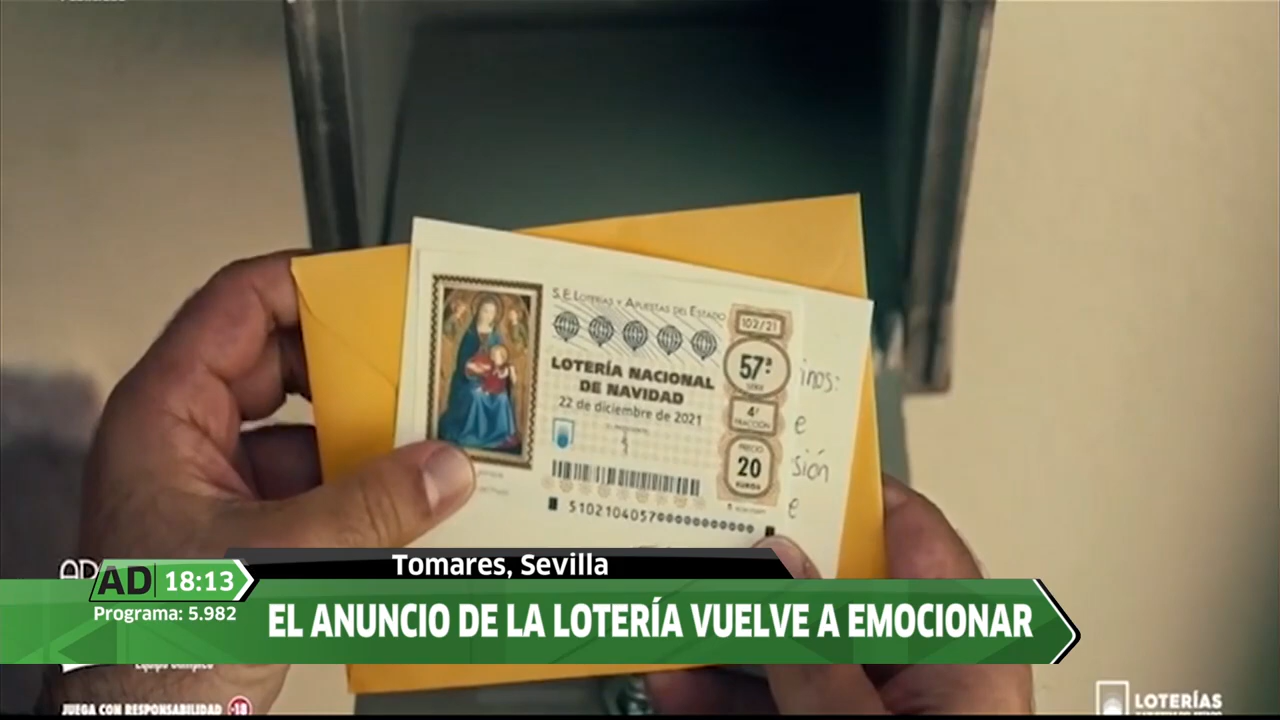 S.E. LOTERÍAS Y APUESTAS DEL ESTADO
102/21
57ª
SERIE
LOTERÍA NACIONAL
DE NAVIDAD
22 de diciembre de 2021
4ª
FRACCIÓN
PRECIO
20
EUROS
5102104057
inos:
e
sión
e
Tomares, Sevilla
AD 18:13
Programa: 5.982
EL ANUNCIO DE LA LOTERÍA VUELVE A EMOCIONAR
JUEGA CON RESPONSABILIDAD -18
LOTERÍAS